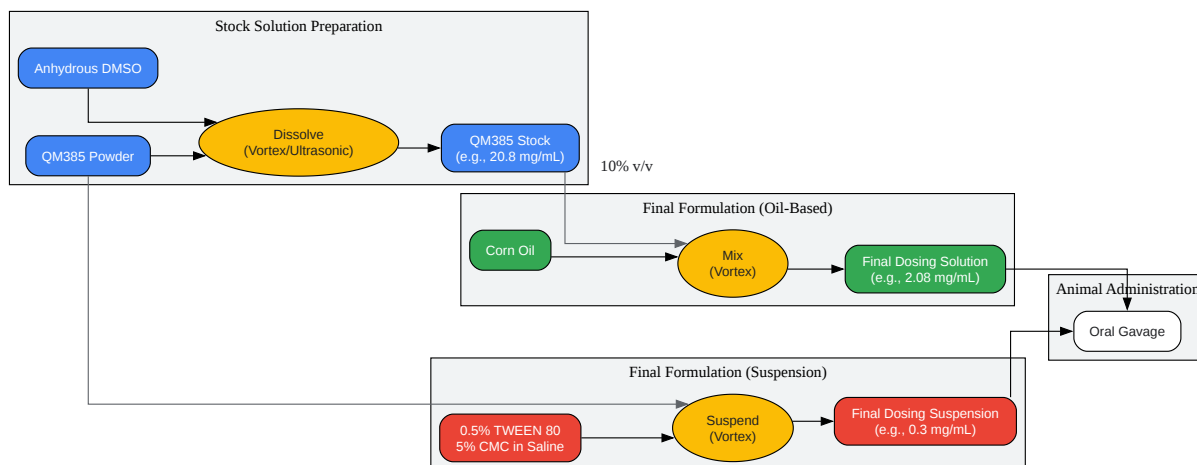 Stock Solution Preparation
Anhydrous DMSO
QM385 Powder
Dissolve
(Vortex/Ultrasonic)
QM385 Stock
(e.g., 20.8 mg/mL)
10% v/v
Final Formulation (Oil-Based)
Corn Oil
Mix
(Vortex)
Final Dosing Solution
(e.g., 2.08 mg/mL)
Animal Administration
Oral Gavage
Final Formulation (Suspension)
0.5% TWEEN 80
5% CMC in Saline
Suspend
(Vortex)
Final Dosing Suspension
(e.g., 0.3 mg/mL)